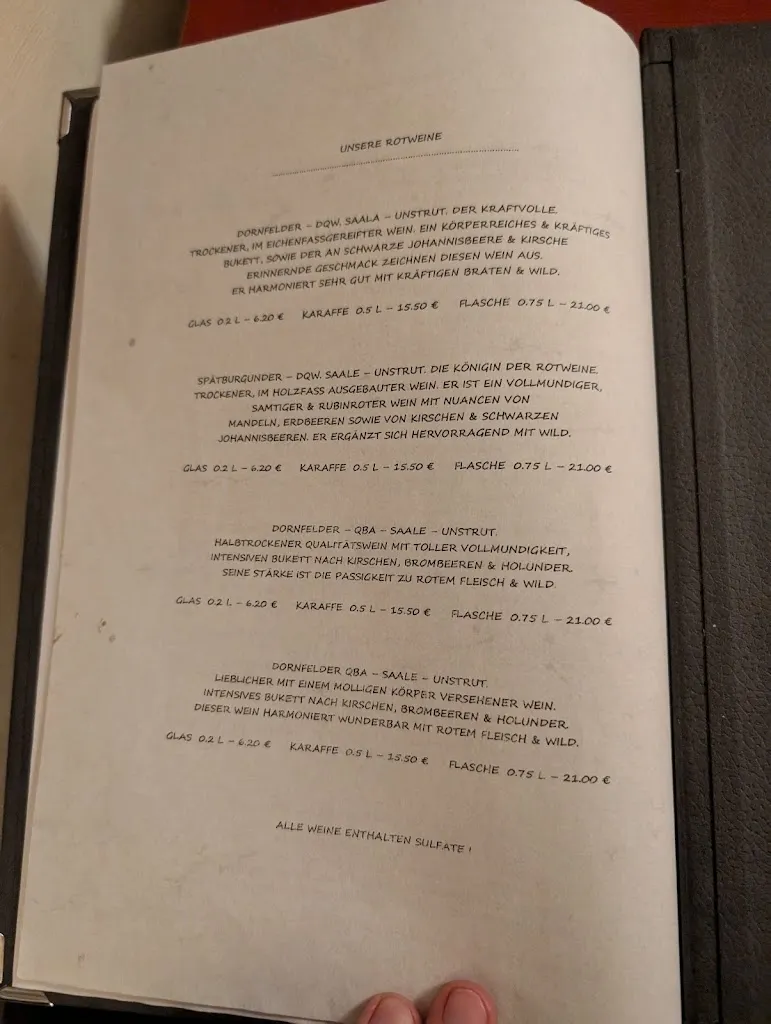 UNSERE ROTWEINE
DORNFELDER – DQW. SAALA – UNSTRUT. DER KRAFTVOLLE.
TROCKENER, IM EICHENFASSGEREIFTER WEIN. EIN KÖRPERREICHES & KRÄFTIGES
BUKETT, SOWIE DER AN SCHWARZE JOHANNISBEERE & KIRSCHE
ERINNERNDE GESCHMACK ZEICHNEN DIESEN WEIN AUS.
ER HARMONIERT SEHR GUT MIT KRÄFTIGEN BRATEN & WILD.
GLAS 0.2 L – 6.20 € KARAFFE 0.5 L – 15.50 € FLASCHE 0.75 L – 21.00 €
SPÄTBURGUNDER – DQW. SAALE – UNSTRUT. DIE KÖNIGIN DER ROTWEINE.
TROCKENER, IM HOLZFASS AUSGEBAUTER WEIN. ER IST EIN VOLLMUNDIGER,
SAMTIGER & RUBINROTER WEIN MIT NUANCEN VON
MANDELN, ERDBEEREN SOWIE VON KIRSCHEN & SCHWARZEN
JOHANNISBEEREN. ER ERGÄNZT SICH HERVORRAGEND MIT WILD.
GLAS 0.2 L – 6.20 € KARAFFE 0.5 L – 15.50 € FLASCHE 0.75 L – 21.00 €
DORNFELDER – QBA – SAALE – UNSTRUT.
HALBTROCKENER QUALITÄTSWEIN MIT TOLLER VOLLMUNDIGKEIT,
INTENSIVEN BUKETT NACH KIRSCHEN, BROMBEEREN & HOLUNDER.
SEINE STÄRKE IST DIE PASSIGKEIT ZU ROTEM FLEISCH & WILD.
GLAS 0.2 L – 6.20 € KARAFFE 0.5 L – 15.50 € FLASCHE 0.75 L – 21.00 €
DORNFELDER QBA – SAALE – UNSTRUT.
LIEBLICHER MIT EINEM MOLLIGEN KÖRPER VERSEHENER WEIN.
INTENSIVES BUKETT NACH KIRSCHEN, BROMBEEREN & HOLUNDER.
DIESER WEIN HARMONIERT WUNDERBAR MIT ROTEM FLEISCH & WILD.
GLAS 0.2 L – 6.20 € KARAFFE 0.5 L – 15.50 € FLASCHE 0.75 L – 21.00 €
ALLE WEINE ENTHALTEN SULFATE !